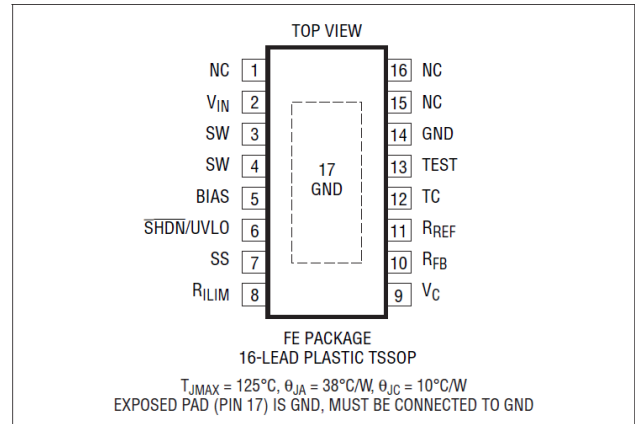 TOP VIEW
NC 1
VIN 2
SW 3
SW 4
BIAS 5
SHDN/UVLO 6
SS 7
RILIM 8
17
GND
16 NC
15 NC
14 GND
13 TEST
12 TC
11 RREF
10 RFB
9 VC
FE PACKAGE
16-LEAD PLASTIC TSSOP
TJMAX = 125°C, θJA = 38°C/W, θJC = 10°C/W
EXPOSED PAD (PIN 17) IS GND, MUST BE CONNECTED TO GND